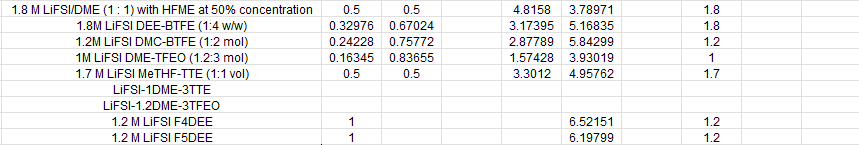 1.8 M LiFSI/DME (1 : 1) with HFME at 50% concentration 0.5 0.5 4.8158 3.78971 1.8
1.8M LiFSI DEE-BTFE (1:4 w/w) 0.32976 0.67024 3.17395 5.16835 1.8
1.2M LiFSI DMC-BTFE (1:2 mol) 0.24228 0.75772 2.87789 5.84299 1.2
1M LiFSI DME-TFEO (1.2:3 mol) 0.16345 0.83655 1.57428 3.93019 1
1.7 M LiFSI MeTHF-TTE (1:1 vol) 0.5 0.5 3.3012 4.95762 1.7
LiFSI-1DME-3TTE
LiFSI-1.2DME-3TFEO
1.2 M LiFSI F4DEE 1 6.52151 1.2
1.2 M LiFSI F5DEE 1 6.19799 1.2